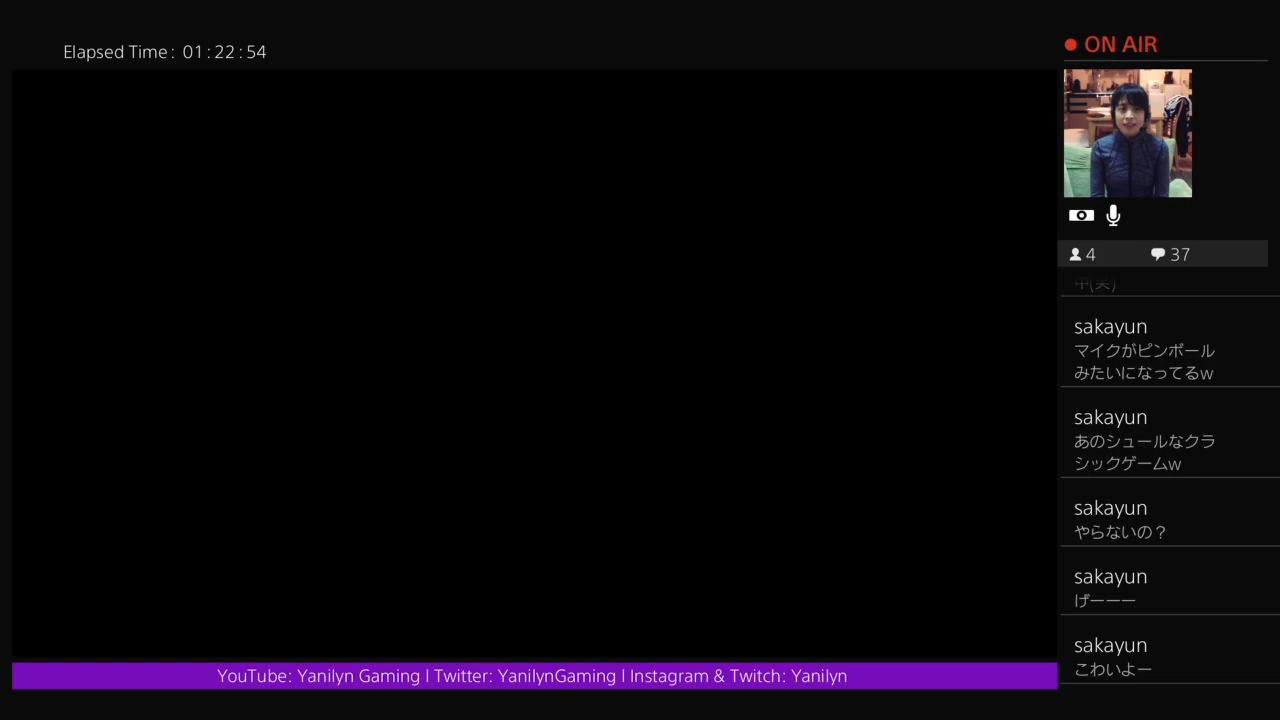 Elapsed Time: 01:22:54
ON AIR
4
37
sakayun
マイクがピンボール
みたいになってるw
sakayun
あのシュールなクラ
シックゲームw
sakayun
やらないの？
sakayun
げーーー
sakayun
こわいよー
YouTube: Yanilyn Gaming l Twitter: YanilynGaming l Instagram & Twitch: Yanilyn